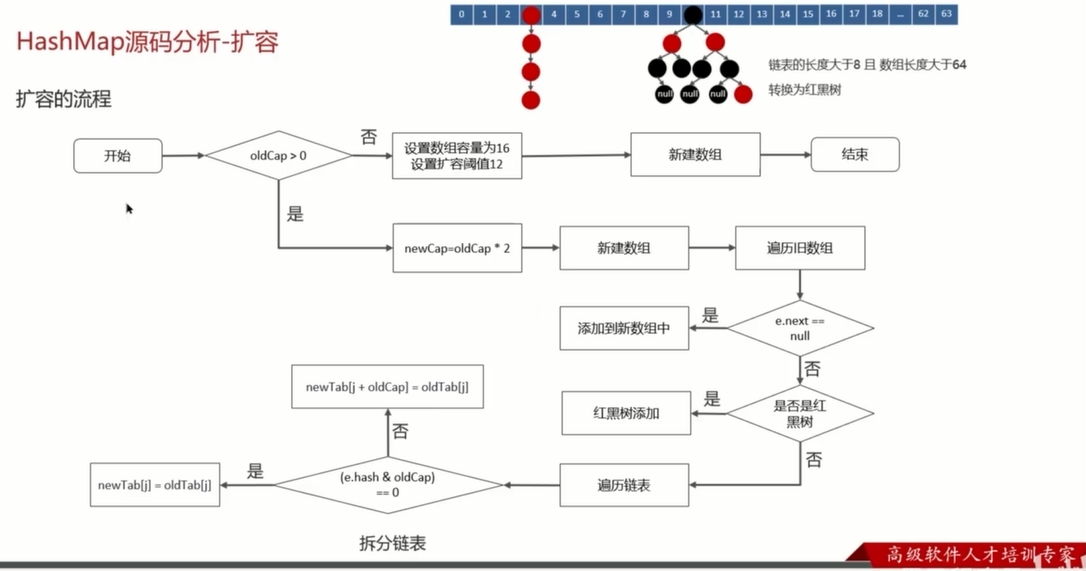 0 1 2 4 5 6 7 8 9 11 12 13 14 15 16 17 18 ... 62 63
HashMap源码分析-扩容
链表的长度大于8 且 数组长度大于64
转换为红黑树
null null null
扩容的流程
开始
oldCap > 0
否
设置数组容量为16
设置扩容阈值12
新建数组
结束
是
newCap=oldCap * 2
新建数组
遍历旧数组
e.next ==
null
是
添加到新数组中
否
是否是红
黑树
是
红黑树添加
否
遍历链表
(e.hash & oldCap)
== 0
否
newTab[j + oldCap] = oldTab[j]
是
newTab[j] = oldTab[j]
拆分链表
高级软件人才培训专家